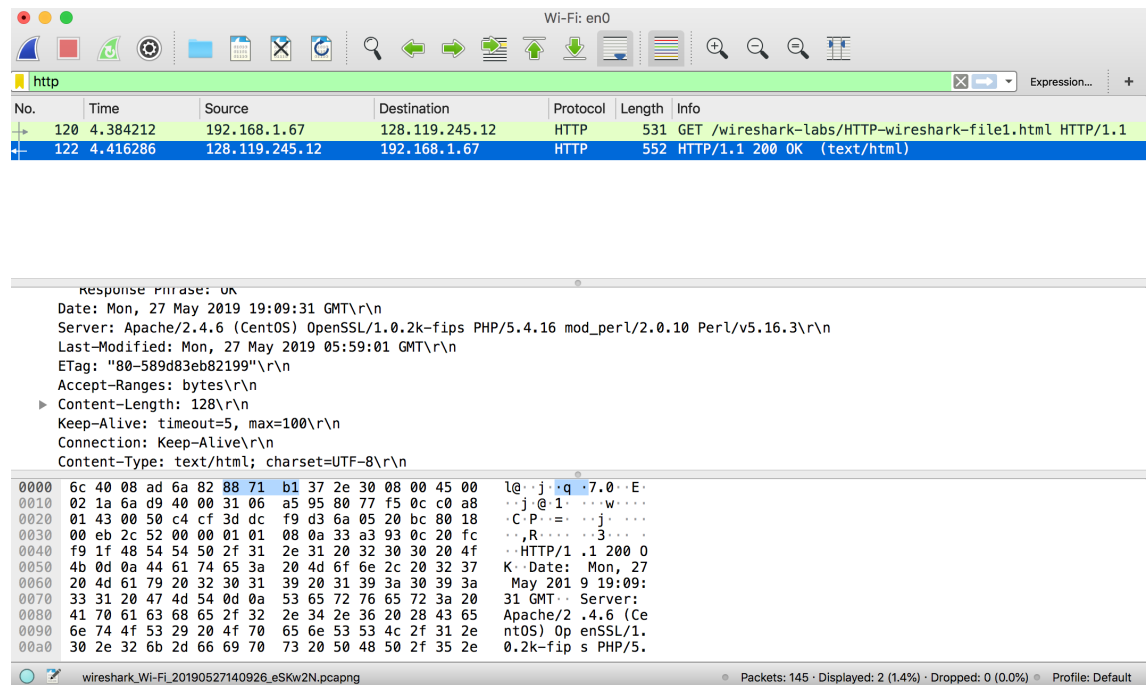 Wi-Fi: en0
http
Expression... +
No. Time Source Destination Protocol Length Info
120 4.384212 192.168.1.67 128.119.245.12 HTTP 531 GET /wireshark-labs/HTTP-wireshark-file1.html HTTP/1.1
122 4.416286 128.119.245.12 192.168.1.67 HTTP 552 HTTP/1.1 200 OK (text/html)
Response Phrase: OK
Date: Mon, 27 May 2019 19:09:31 GMT\r\n
Server: Apache/2.4.6 (CentOS) OpenSSL/1.0.2k-fips PHP/5.4.16 mod_perl/2.0.10 Perl/v5.16.3\r\n
Last-Modified: Mon, 27 May 2019 05:59:01 GMT\r\n
ETag: "80-589d83eb82199"\r\n
Accept-Ranges: bytes\r\n
Content-Length: 128\r\n
Keep-Alive: timeout=5, max=100\r\n
Connection: Keep-Alive\r\n
Content-Type: text/html; charset=UTF-8\r\n
0000 6c 40 08 ad 6a 82 88 71 b1 37 2e 30 08 00 45 00 l@··j··q ·7.0··E·
0010 02 1a 6a d9 40 00 31 06 a5 95 80 77 f5 0c c0 a8 ··j·@·1· ···w····
0020 01 43 00 50 c4 cf 3d dc f9 d3 6a 05 20 bc 80 18 ·C·P··=· ··j· ···
0030 00 eb 2c 52 00 00 01 01 08 0a 33 a3 93 0c 20 fc ··,R···· ··3··· ·
0040 f9 1f 48 54 54 50 2f 31 2e 31 20 32 30 30 20 4f ··HTTP/1 .1 200 O
0050 4b 0d 0a 44 61 74 65 3a 20 4d 6f 6e 2c 20 32 37 K··Date: Mon, 27
0060 20 4d 61 79 20 32 30 31 39 20 31 39 3a 30 39 3a May 201 9 19:09:
0070 33 31 20 47 4d 54 0d 0a 53 65 72 76 65 72 3a 20 31 GMT·· Server:
0080 41 70 61 63 68 65 2f 32 2e 34 2e 36 20 28 43 65 Apache/2 .4.6 (Ce
0090 6e 74 4f 53 29 20 4f 70 65 6e 53 53 4c 2f 31 2e ntOS) Op enSSL/1.
00a0 30 2e 32 6b 2d 66 69 70 73 20 50 48 50 2f 35 2e 0.2k-fip s PHP/5.
wireshark_Wi-Fi_20190527140926_eSKw2N.pcapng Packets: 145 · Displayed: 2 (1.4%) · Dropped: 0 (0.0%) Profile: Default